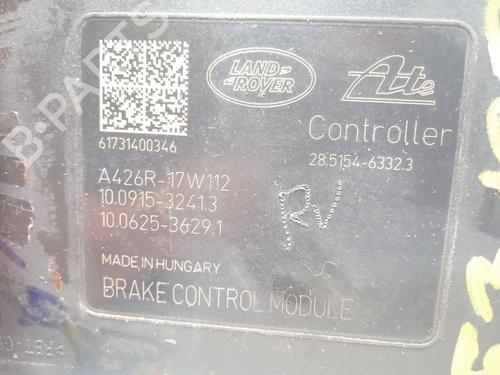 B-PARTS
LAND
ROVER
Ate
Controller
28.5154-6332.3
61731400346
A426R-17W112
10.0915-3241.3
10.0625-3629.1
MADE IN HUNGARY
BRAKE CONTROL MODULE